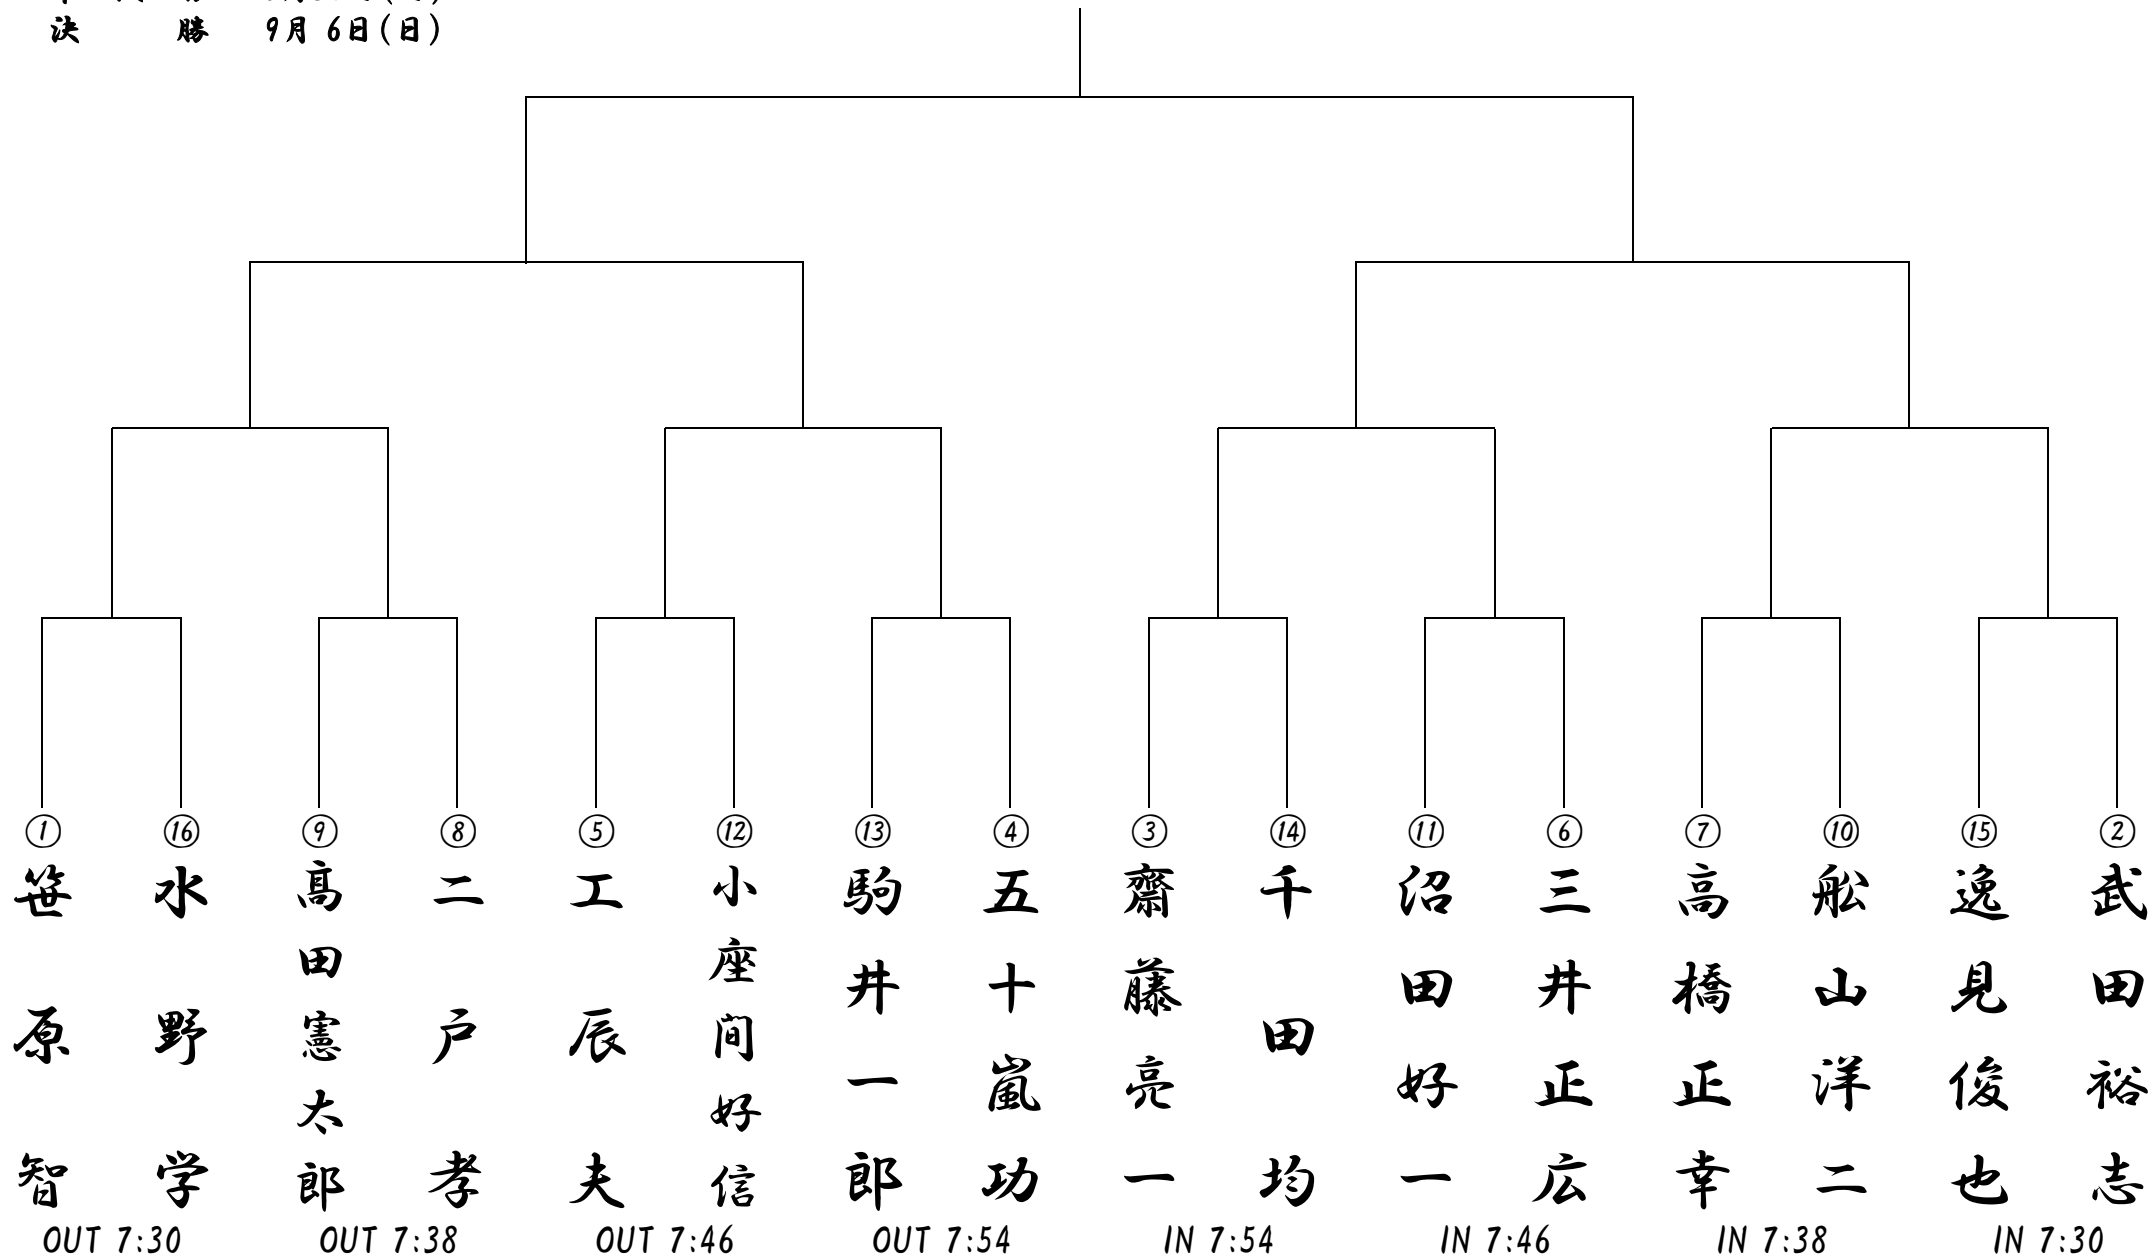 決 勝 9月 6日(日)
① ⑯ ⑨ ⑧ ⑤ ⑫ ⑬ ④ ③ ⑭ ⑪ ⑥ ⑦ ⑩ ⑮ ②
笹原智
水野学
髙田憲太郎
二戸孝
工辰夫
小座間好信
駒井一郎
五十嵐功
齋藤亮一
千田均
沼田好一
三井正広
高橋正幸
舩山洋二
逸見俊也
武田裕志
OUT 7:30 OUT 7:38 OUT 7:46 OUT 7:54 IN 7:54 IN 7:46 IN 7:38 IN 7:30